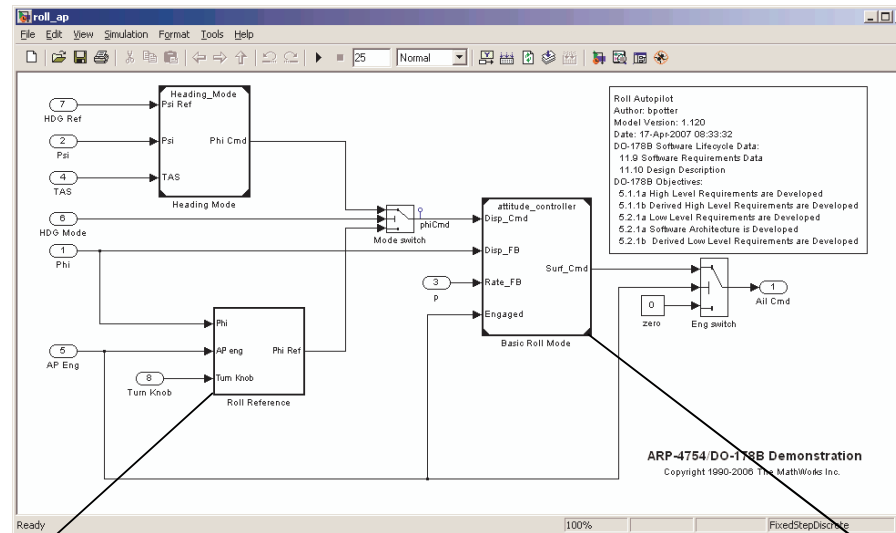 roll_ap
File Edit View Simulation Format Tools Help
25 Normal
Heading_Mode
7
HDG Ref
Psi Ref
2
Psi
Psi
Phi Cmd
4
TAS
TAS
Heading Mode
6
HDG Mode
1
Phi
Mode switch
phiCmd
attitude_controller
Disp_Cmd
Disp_FB
3
p
Rate_FB
Surf_Cmd
Engaged
Basic Roll Mode
Phi
5
AP Eng
AP eng
Phi Ref
8
Turn Knob
Turn Knob
Roll Reference
0
zero
Eng switch
1
Ail Cmd
Roll Autopilot
Author: bpotter
Model Version: 1.120
Date: 17-Apr-2007 08:33:32
DO-178B Software Lifecycle Data:
11.9 Software Requirements Data
11.10 Design Description
DO-178B Objectives:
5.1.1a High Level Requirements are Developed
5.1.1b Derived High Level Requirements are Developed
5.2.1a Low Level Requirements are Developed
5.2.1a Software Architecture is Developed
5.2.1b Derived Low Level Requirements are Developed
ARP-4754/DO-178B Demonstration
Copyright 1990-2006 The MathWorks Inc.
Ready 100% FixedStepDiscrete